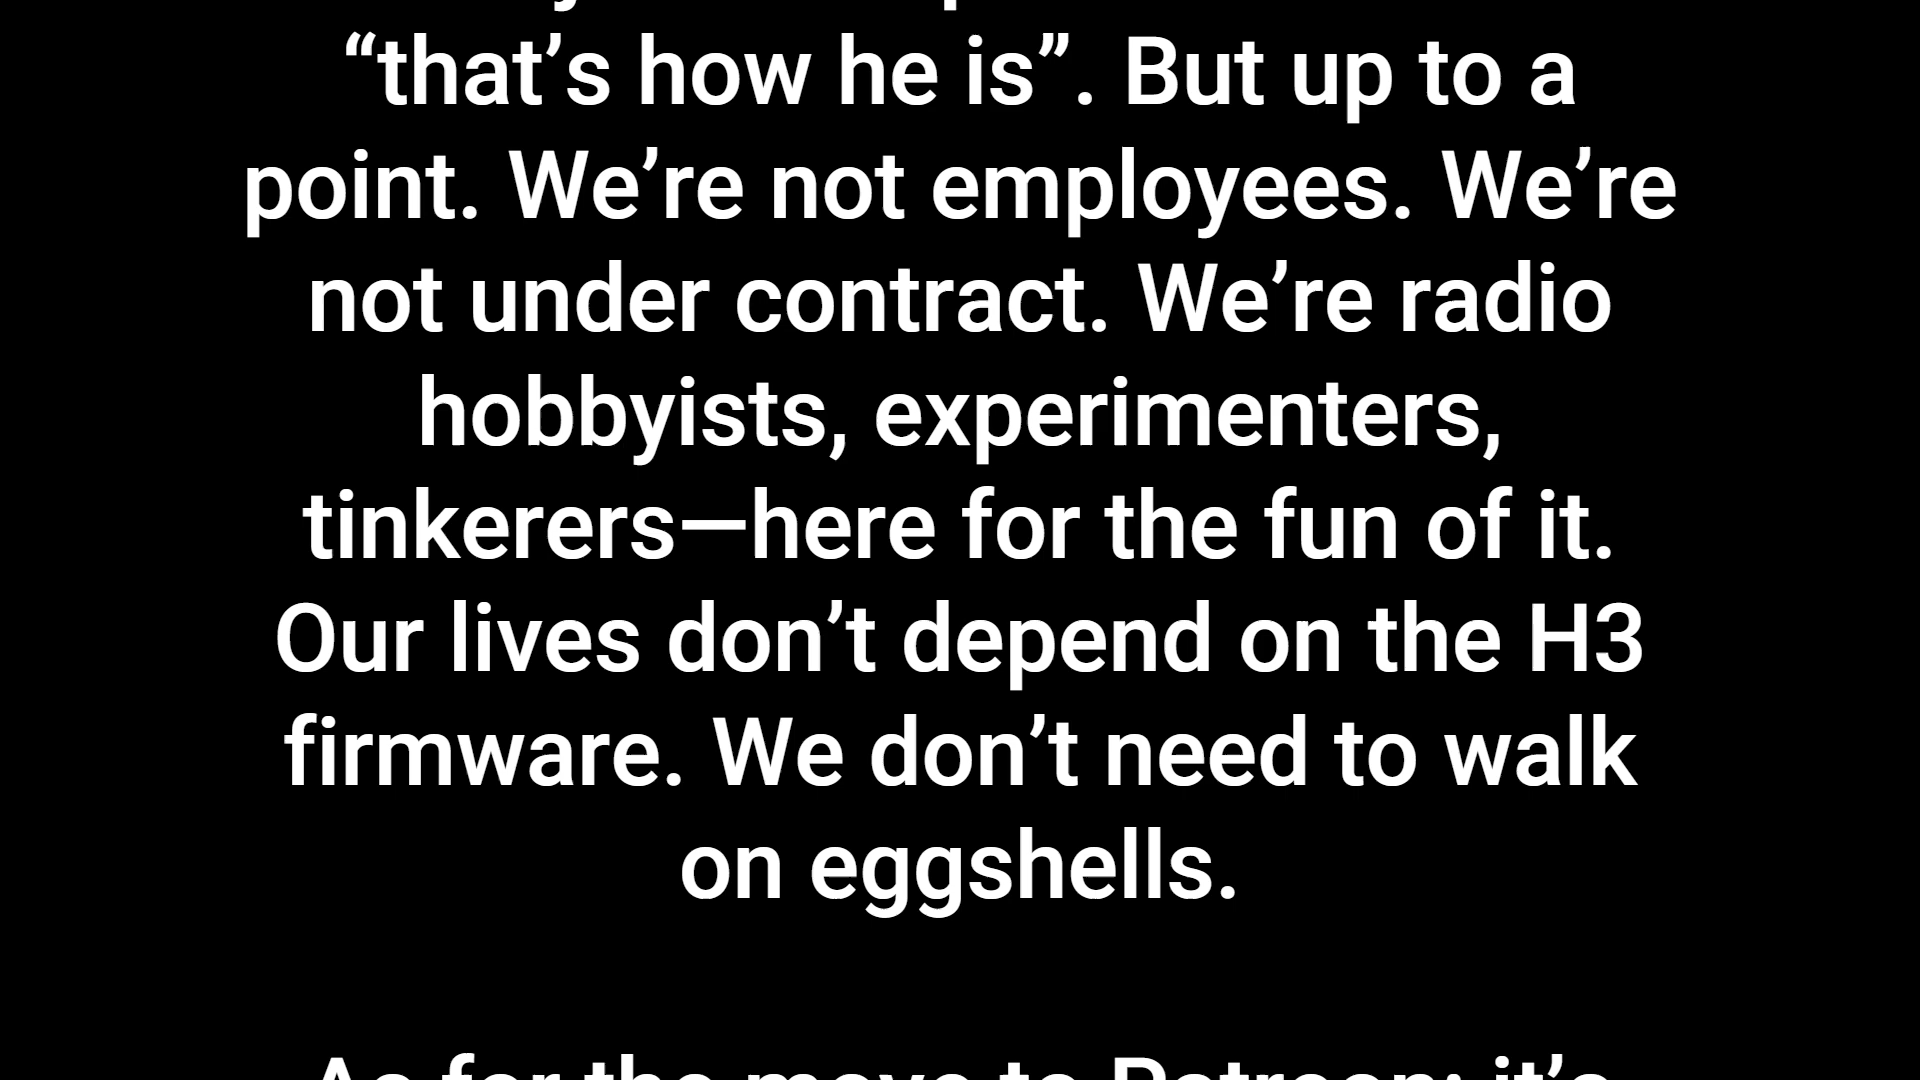 “that’s how he is”. But up to a
point. We’re not employees. We’re
not under contract. We’re radio
hobbyists, experimenters,
tinkerers—here for the fun of it.
Our lives don’t depend on the H3
firmware. We don’t need to walk
on eggshells.
As for the move to Patreon: it’s